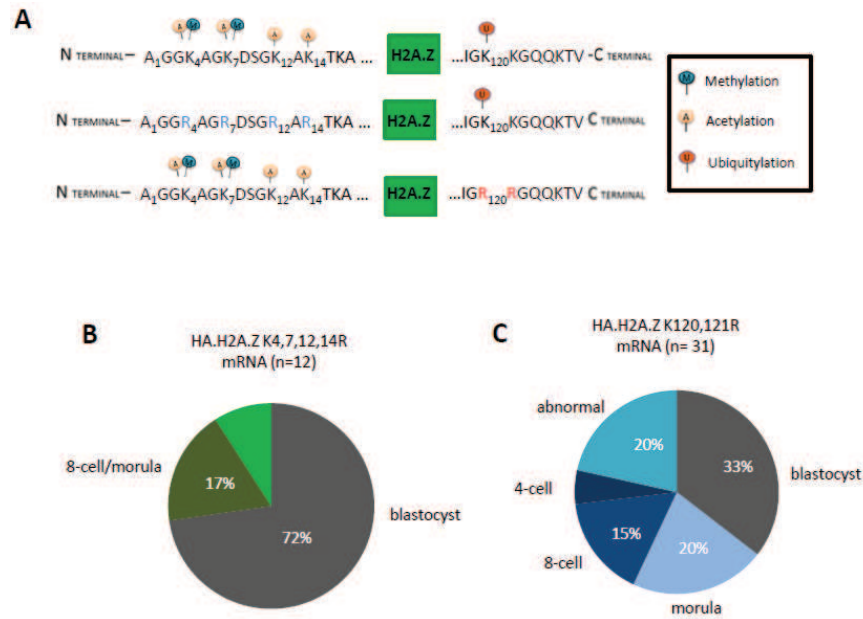 A
A M A M A A U
N TERMINAL– A₁GGK₄AGK₇DSGK₁₂AK₁₄TKA ... H2A.Z ...IGK₁₂₀KGQQKTV -C TERMINAL
U
N TERMINAL– A₁GGR₄AGR₇DSGR₁₂AR₁₄TKA ... H2A.Z ...IGK₁₂₀KGQQKTV C TERMINAL
A M A M A A
N TERMINAL– A₁GGK₄AGK₇DSGK₁₂AK₁₄TKA ... H2A.Z ...IGR₁₂₀RGQQKTV C TERMINAL
M Methylation
A Acetylation
U Ubiquitylation
B
HA.H2A.Z K4,7,12,14R
mRNA (n=12)
8-cell/morula
17%
72%
blastocyst
C
HA.H2A.Z K120,121R
mRNA (n= 31)
abnormal
20%
33%
blastocyst
4-cell
15%
8-cell
20%
morula